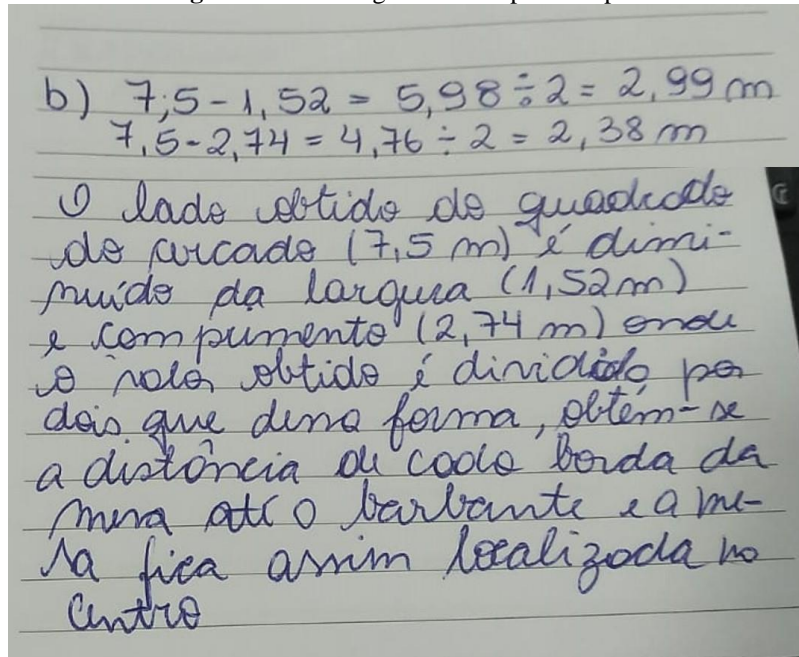 b) 7,5 - 1,52 = 5,98 ÷ 2 = 2,99 m
7,5 - 2,74 = 4,76 ÷ 2 = 2,38 m
O lado obtido do quadrado
do cercado (7,5 m) é dimi-
nuído da largura (1,52m)
e compumento (2,74 m) onde
o valor obtido é dividido por
dois que dessa forma, obtém-se
a distância de cada borda da
mesa até o barbante e a me-
sa fica assim localizada no
centro